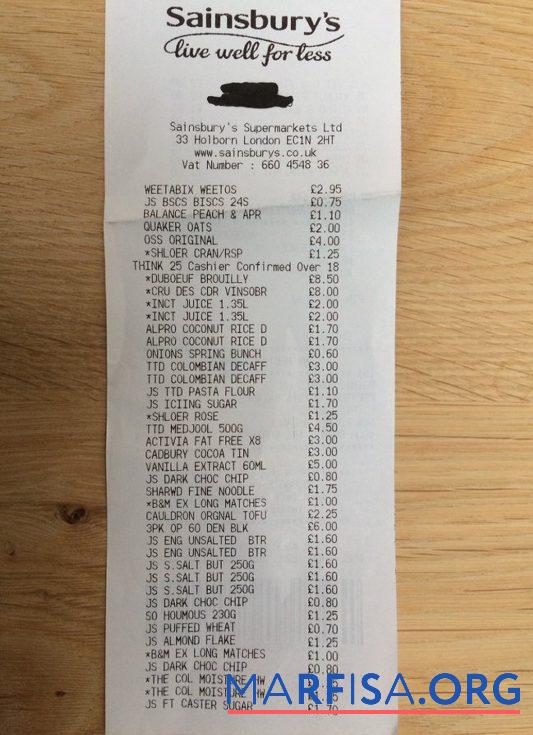 Sainsbury's
live well for less
Sainsbury's Supermarkets Ltd
33 Holborn London EC1N 2HT
www.sainsburys.co.uk
Vat Number : 660 4548 36
WEETABIX WEETOS £2.95
JS BSCS BISCS 24S £0.75
BALANCE PEACH & APR £1.10
QUAKER OATS £2.00
OSS ORIGINAL £4.00
*SHLOER CRAN/RSP £1.25
THINK 25 Cashier Confirmed Over 18
*DUBOEUF BROUILLY £8.50
*CRU DES CDR VINSOBR £8.00
*INCT JUICE 1.35L £2.00
*INCT JUICE 1.35L £2.00
ALPRO COCONUT RICE D £1.70
ALPRO COCONUT RICE D £1.70
ONIONS SPRING BUNCH £0.60
TTD COLOMBIAN DECAFF £3.00
TTD COLOMBIAN DECAFF £3.00
JS TTD PASTA FLOUR £1.10
JS ICIING SUGAR £1.70
*SHLOER ROSE £1.25
TTD MEDJOOL 500G £4.50
ACTIVIA FAT FREE X8 £3.00
CADBURY COCOA TIN £3.00
VANILLA EXTRACT 60ML £5.00
JS DARK CHOC CHIP £0.80
SHARWD FINE NOODLE £1.75
*B&M EX LONG MATCHES £1.00
CAULDRON ORGNAL TOFU £2.25
3PK OP 60 DEN BLK £6.00
JS ENG UNSALTED BTR £1.60
JS ENG UNSALTED BTR £1.60
JS S.SALT BUT 250G £1.60
JS S.SALT BUT 250G £1.60
JS S.SALT BUT 250G £1.60
JS DARK CHOC CHIP £0.80
SO HOUMOUS 230G £1.25
JS PUFFED WHEAT £0.70
JS ALMOND FLAKE £1.25
*B&M EX LONG MATCHES £1.00
JS DARK CHOC CHIP £0.80
*THE COL MOISTURE HW
*THE COL MOISTURE HW
JS FT CASTER SUGAR £1.70
MARFISA.ORG